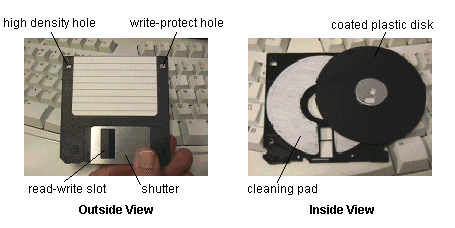 high density hole
write-protect hole
coated plastic disk
read-write slot
shutter
cleaning pad
Outside View
Inside View